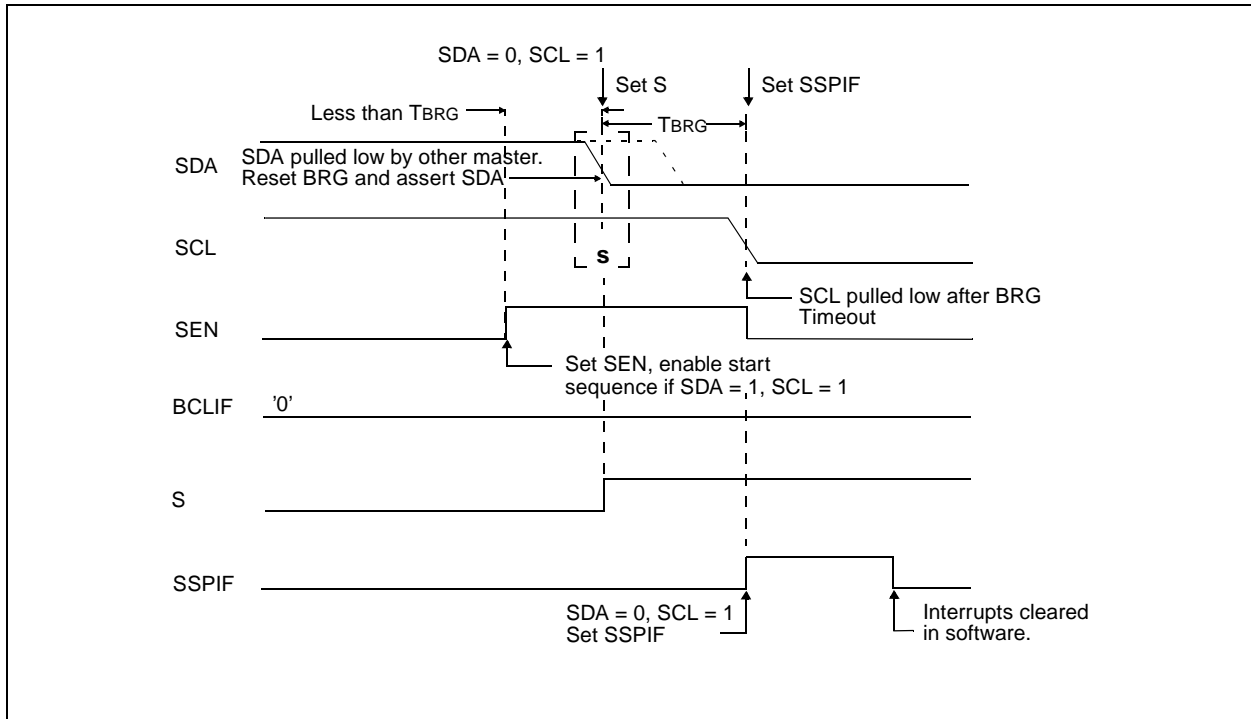 SDA = 0, SCL = 1
Set S
Set SSPIF
Less than TBRG
TBRG
SDA
SDA pulled low by other master.
Reset BRG and assert SDA
SCL
s
SCL pulled low after BRG
Timeout
SEN
Set SEN, enable start
sequence if SDA = 1, SCL = 1
BCLIF
'0'
S
SSPIF
SDA = 0, SCL = 1
Set SSPIF
Interrupts cleared
in software.